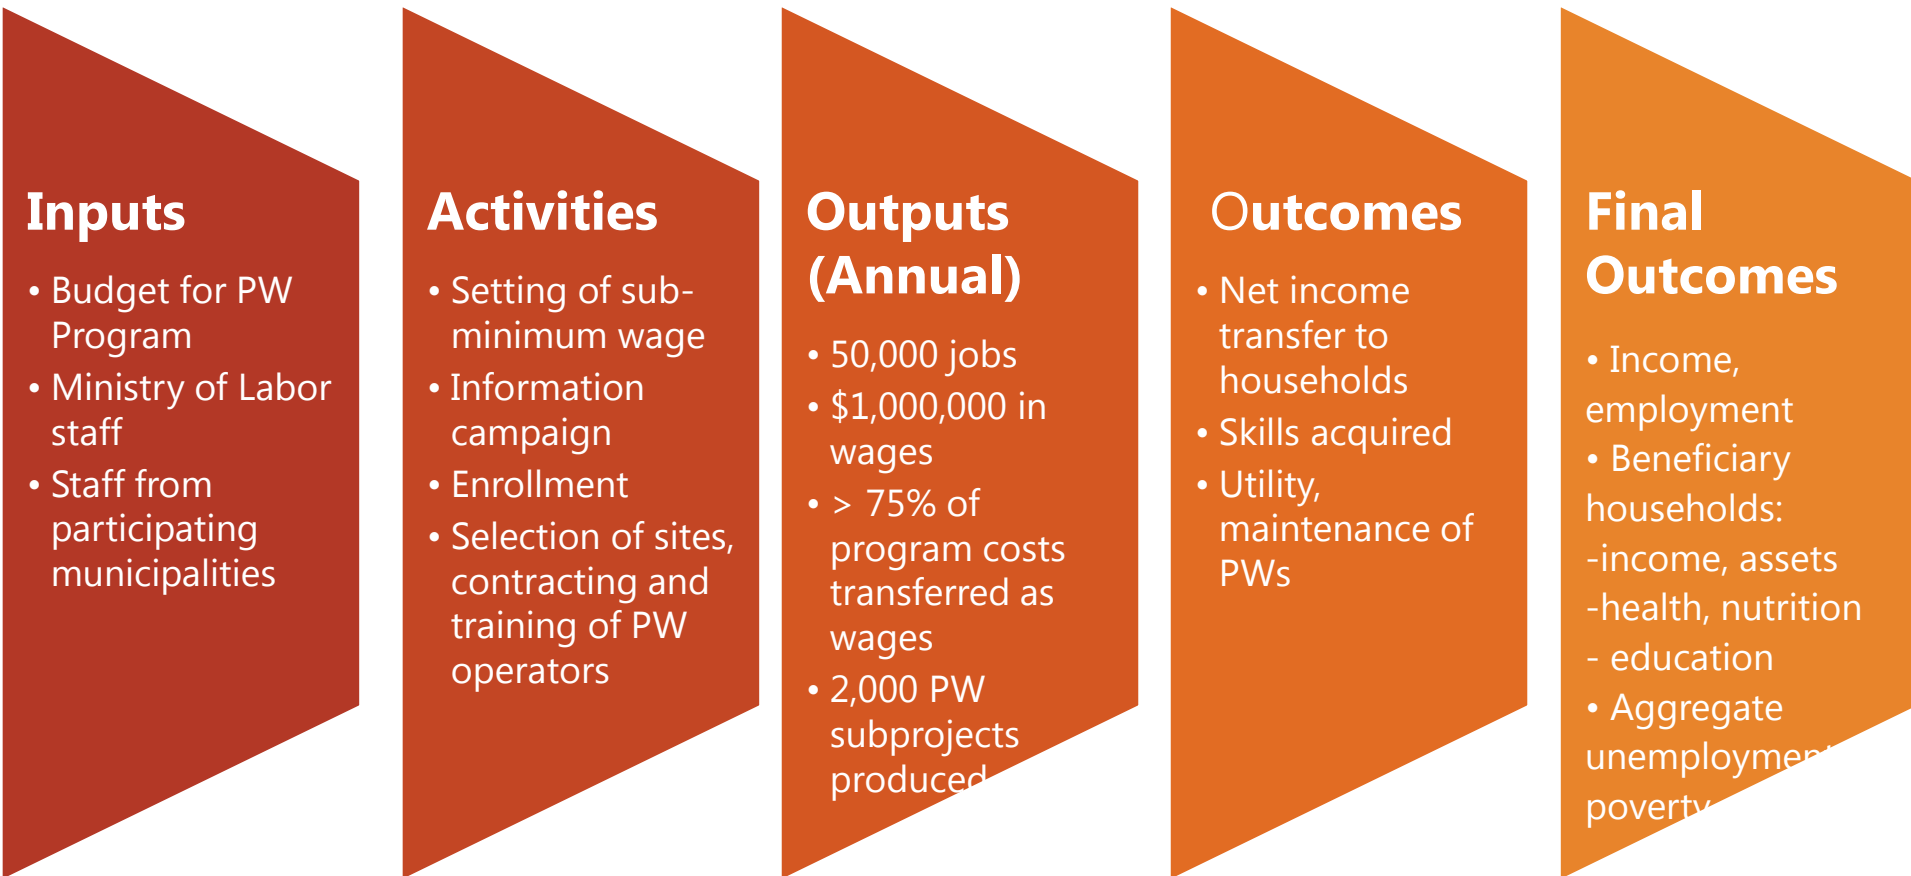 Inputs
• Budget for PW
Program
• Ministry of Labor
staff
• Staff from
participating
municipalities
Activities
• Setting of sub-
minimum wage
• Information
campaign
• Enrollment
• Selection of sites,
contracting and
training of PW
operators
Outputs
(Annual)
• 50,000 jobs
• $1,000,000 in
wages
• > 75% of
program costs
transferred as
wages
• 2,000 PW
subprojects
produced
Outcomes
• Net income
transfer to
households
• Skills acquired
• Utility,
maintenance of
PWs
Final
Outcomes
• Income,
employment
• Beneficiary
households:
-income, assets
-health, nutrition
- education
• Aggregate
unemployment
poverty